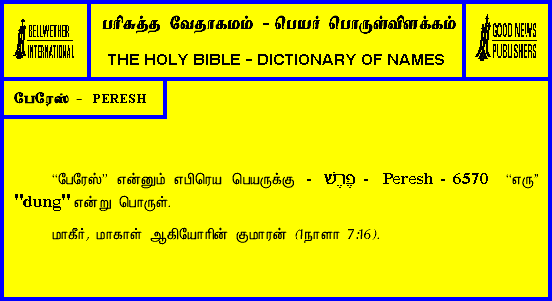 BELLWETHER
INTERNATIONAL
பரிசுத்த வேதாகமம் - பெயர் பொருள்விளக்கம்
THE HOLY BIBLE - DICTIONARY OF NAMES
GOOD NEWS
PUBLISHERS
பேரேஸ் - PERESH
“பேரேஸ்” என்னும் எபிரெய பெயருக்கு - פֶּרֶשׁ - Peresh - 6570 “எரு”
"dung" என்று பொருள்.
மாகீர், மாகாள் ஆகியோரின் குமாரன் (1நாளா 7:16).